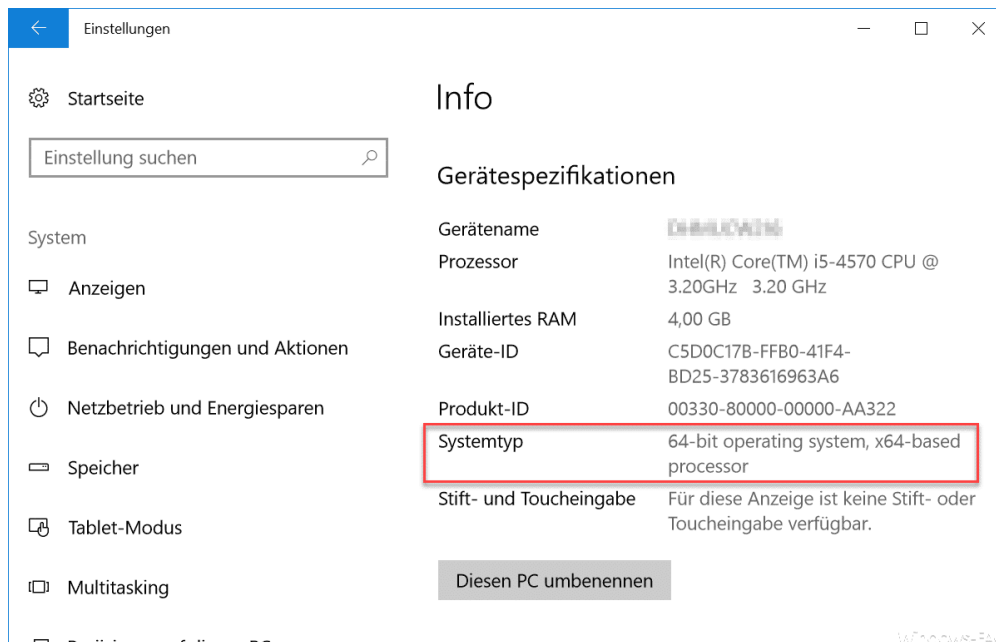 Einstellungen
Startseite
Einstellung suchen
System
Anzeigen
Benachrichtigungen und Aktionen
Netzbetrieb und Energiesparen
Speicher
Tablet-Modus
Multitasking
Info
Gerätespezifikationen
Gerätename
Prozessor Intel(R) Core(TM) i5-4570 CPU @
3.20GHz 3.20 GHz
Installiertes RAM 4,00 GB
Geräte-ID C5D0C17B-FFB0-41F4-
BD25-3783616963A6
Produkt-ID 00330-80000-00000-AA322
Systemtyp 64-bit operating system, x64-based
processor
Stift- und Toucheingabe Für diese Anzeige ist keine Stift- oder
Toucheingabe verfügbar.
Diesen PC umbenennen